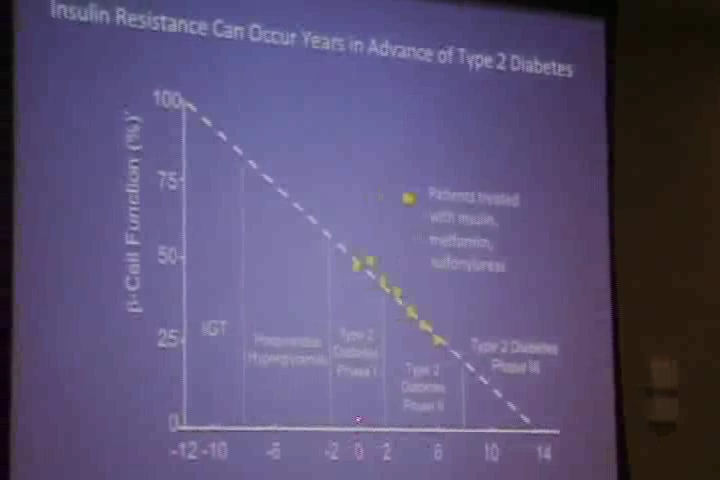 Insulin Resistance Can Occur Years in Advance of Type 2 Diabetes
100
75
50
25
0
β-Cell Function (%)
Patients treated
with insulin,
metformin,
sulfonylureas
IGT
Postprandial
Hyperglycemia
Type 2
Diabetes
Phase I
Type 2
Diabetes
Phase II
Type 2 Diabetes
Phase III
-12 -10 -6 -2 0 2 6 10 14